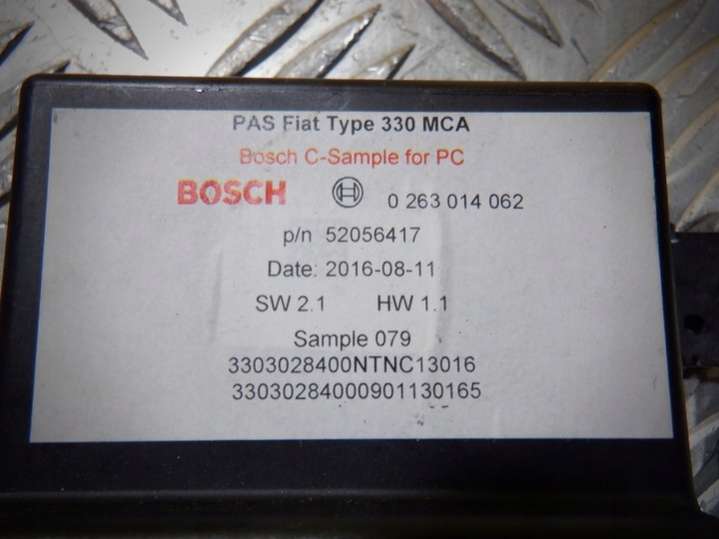 PAS Fiat Type 330 MCA
Bosch C-Sample for PC
BOSCH 0 263 014 062
p/n 52056417
Date: 2016-08-11
SW 2.1 HW 1.1
Sample 079
3303028400NTNC13016
33030284000901130165